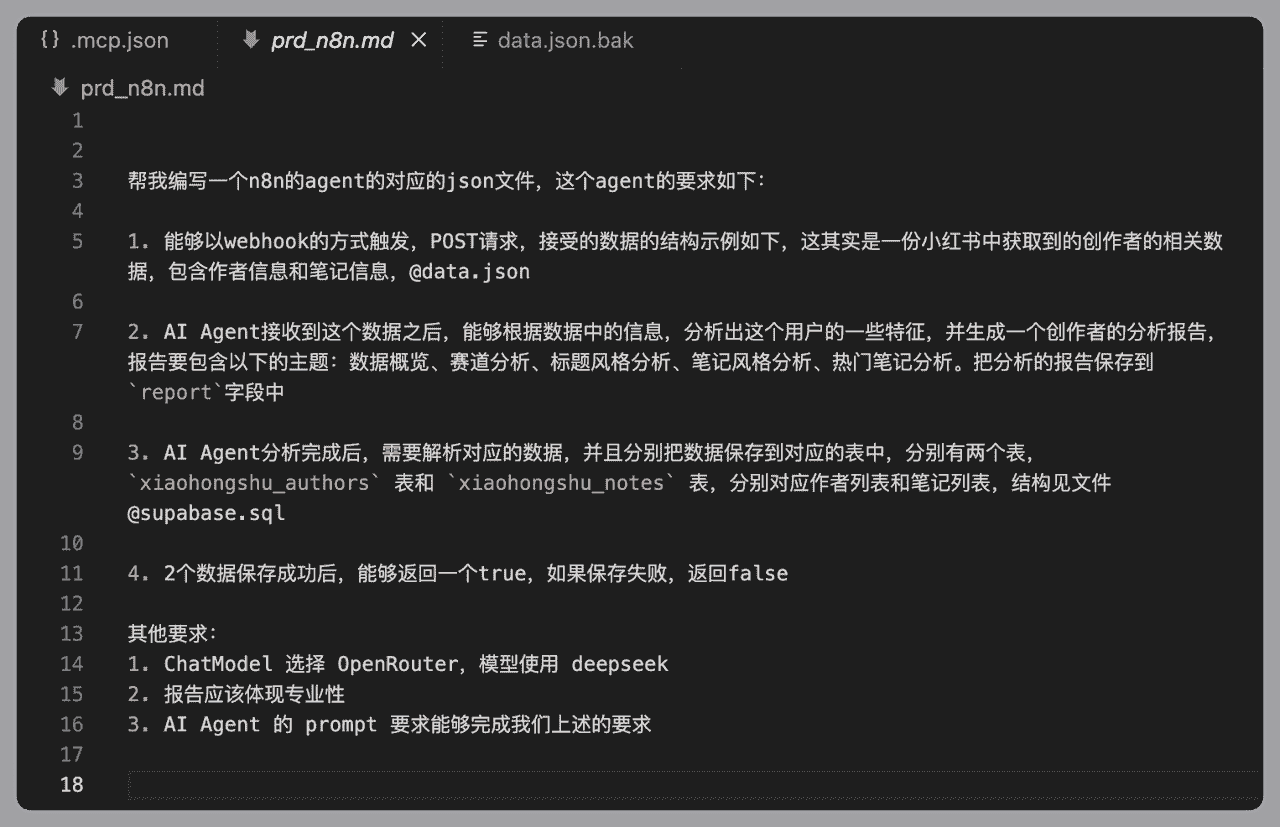 {} .mcp.json prd_n8n.md × data.json.bak
prd_n8n.md
1
2
3 帮我编写一个n8n的agent的对应的json文件，这个agent的要求如下：
4
5 1. 能够以webhook的方式触发，POST请求，接受的数据的结构示例如下，这其实是一份小红书中获取到的创作者的相关数
据，包含作者信息和笔记信息，@data.json
6
7 2. AI Agent接收到这个数据之后，能够根据数据中的信息，分析出这个用户的一些特征，并生成一个创作者的分析报告，
报告要包含以下的主题：数据概览、赛道分析、标题风格分析、笔记风格分析、热门笔记分析。把分析的报告保存到
`report`字段中
8
9 3. AI Agent分析完成后，需要解析对应的数据，并且分别把数据保存到对应的表中，分别有两个表，
`xiaohongshu_authors` 表和 `xiaohongshu_notes` 表，分别对应作者列表和笔记列表，结构见文件
@supabase.sql
10
11 4. 2个数据保存成功后，能够返回一个true，如果保存失败，返回false
12
13 其他要求：
14 1. ChatModel 选择 OpenRouter，模型使用 deepseek
15 2. 报告应该体现专业性
16 3. AI Agent 的 prompt 要求能够完成我们上述的要求
17
18